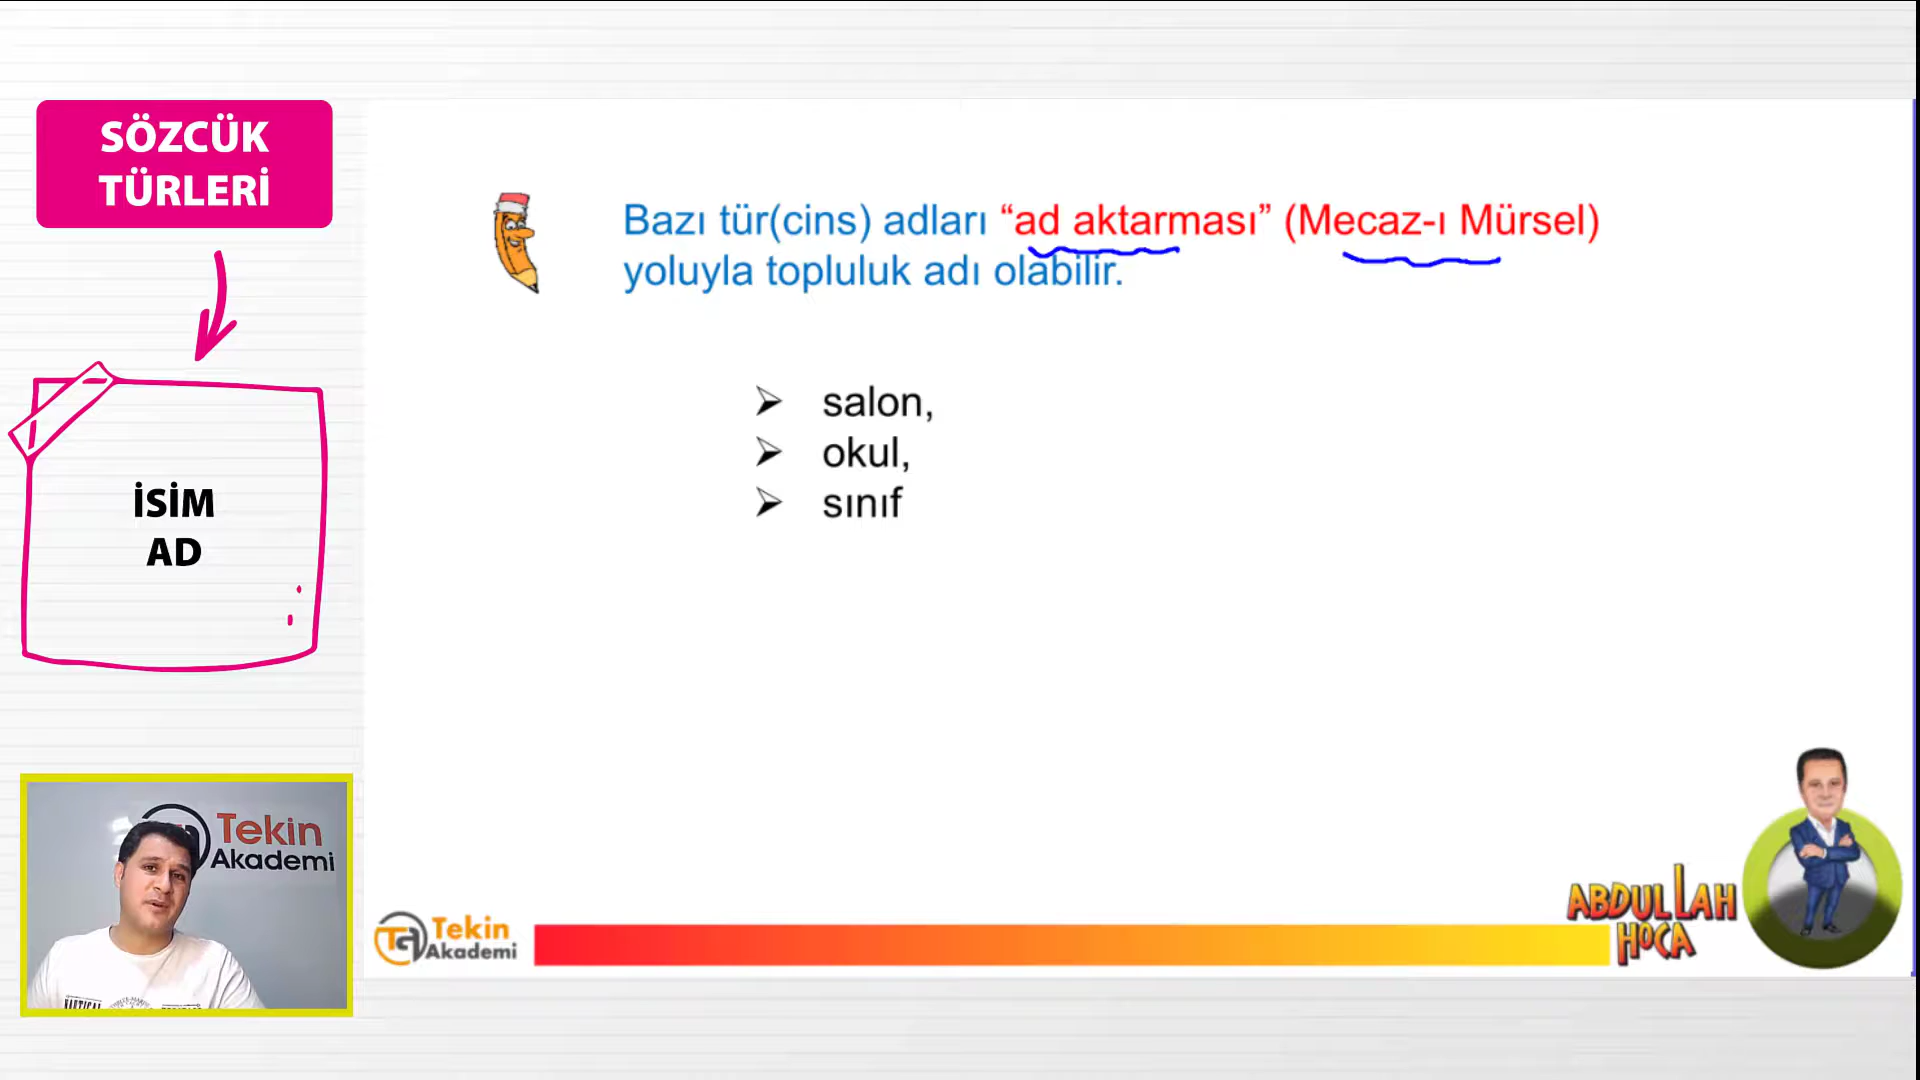 SÖZCÜK
TÜRLERİ
İSİM
AD
Bazı tür(cins) adları “ad aktarması” (Mecaz-ı Mürsel)
yoluyla topluluk adı olabilir.
salon,
okul,
sınıf
Tekin
Akademi
Tekin
Akademi
ABDULLAH
HOCA